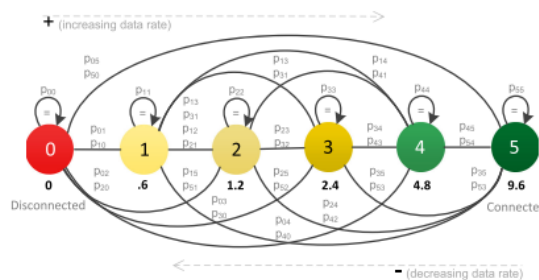 + (increasing data rate)
p05
p50
p13
p31
p14
p41
p00
=
p11
=
p22
=
p33
=
p44
=
p55
=
p13
p31
p01
p10
p12
p21
p23
p32
p34
p43
p45
p54
0
1
2
3
4
5
p02
p20
p15
p51
p25
p52
p35
p53
p35
p53
0
.6
1.2
2.4
4.8
9.6
Disconnected
Connecte
p03
p30
p24
p42
p04
p40
- (decreasing data rate)